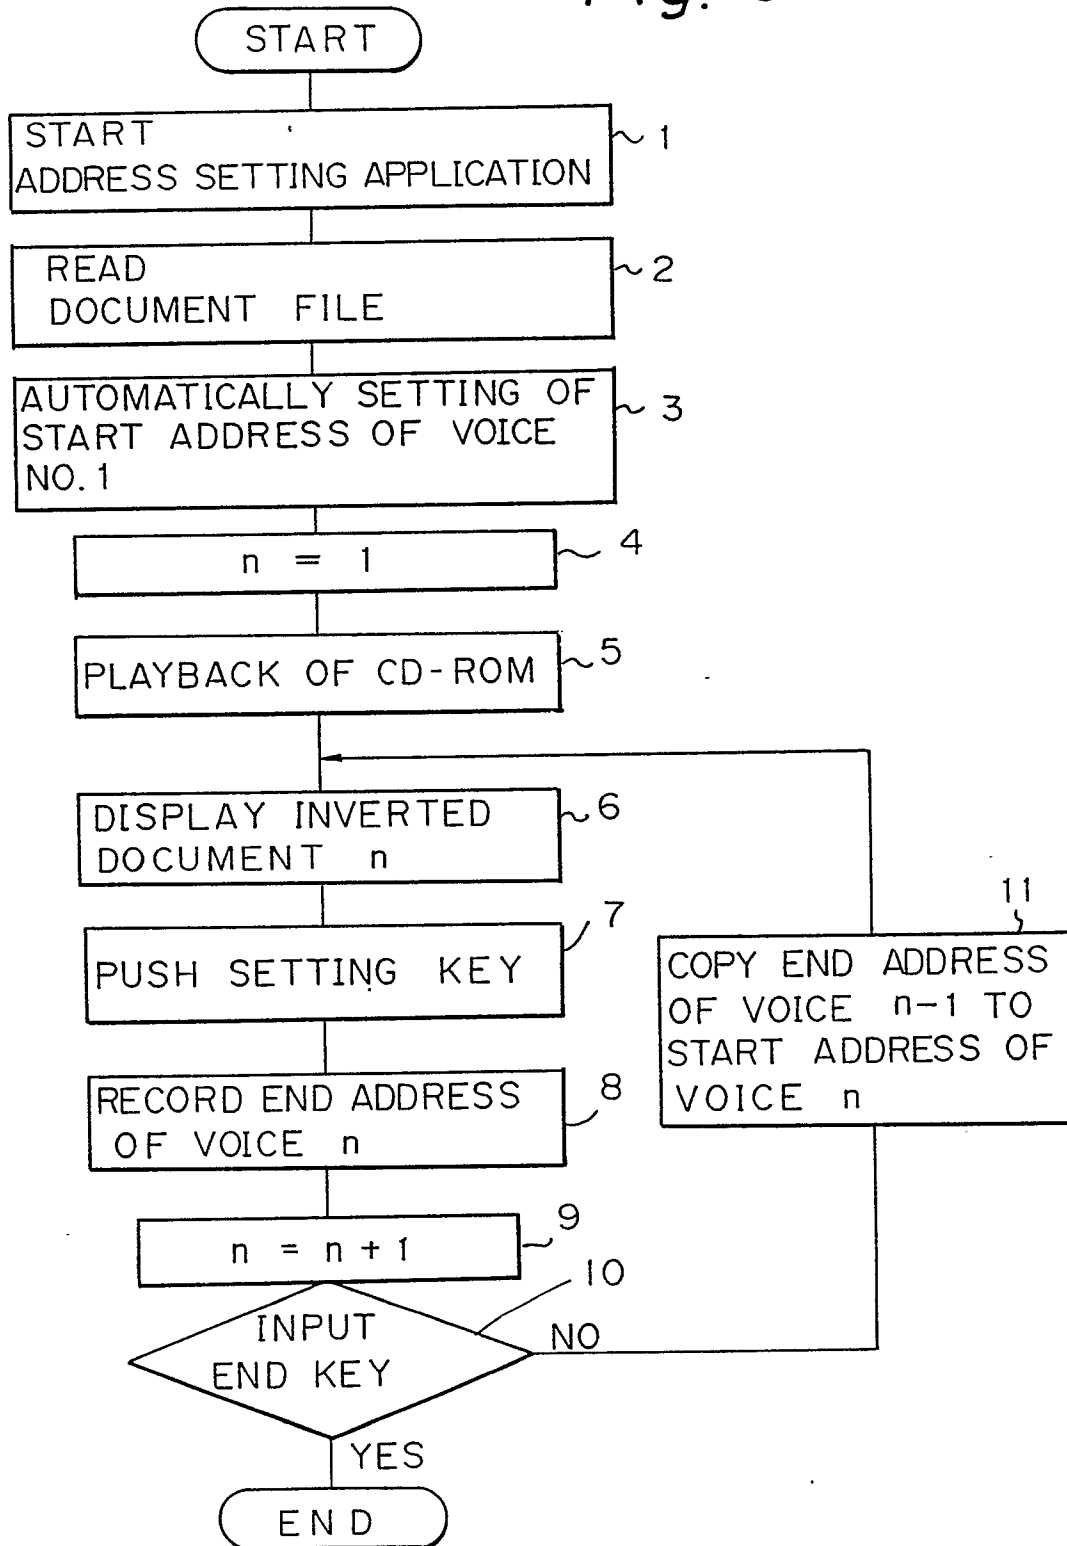 Fig.
START
START
ADDRESS SETTING APPLICATION
1
READ
DOCUMENT FILE
2
AUTOMATICALLY SETTING OF
START ADDRESS OF VOICE
NO. 1
3
n = 1
4
PLAYBACK OF CD-ROM
5
DISPLAY INVERTED
DOCUMENT n
6
PUSH SETTING KEY
7
RECORD END ADDRESS
OF VOICE n
8
n = n + 1
9
INPUT
END KEY
10
NO
11
COPY END ADDRESS
OF VOICE n-1 TO
START ADDRESS OF
VOICE n
YES
END